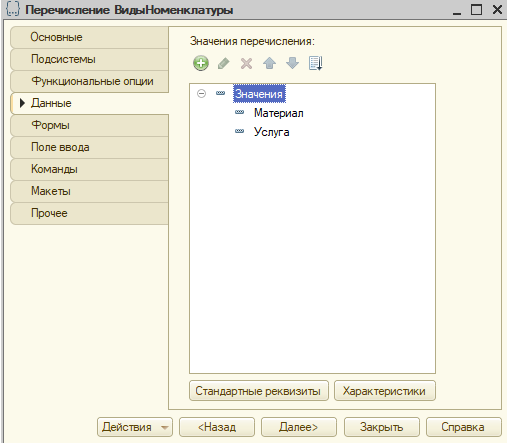 Перечисление ВидыНоменклатуры
Основные
Подсистемы
Функциональные опции
Данные
Формы
Поле ввода
Команды
Макеты
Прочее
Значения перечисления:
Значения
Материал
Услуга
Стандартные реквизиты Характеристики
Действия <Назад Далее> Закрыть Справка